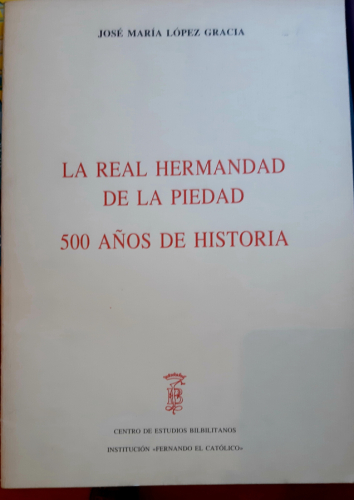 JOSÉ MARÍA LÓPEZ GRACIA
LA REAL HERMANDAD
DE LA PIEDAD
500 AÑOS DE HISTORIA
CENTRO DE ESTUDIOS BILBILITANOS
INSTITUCIÓN «FERNANDO EL CATÓLICO»